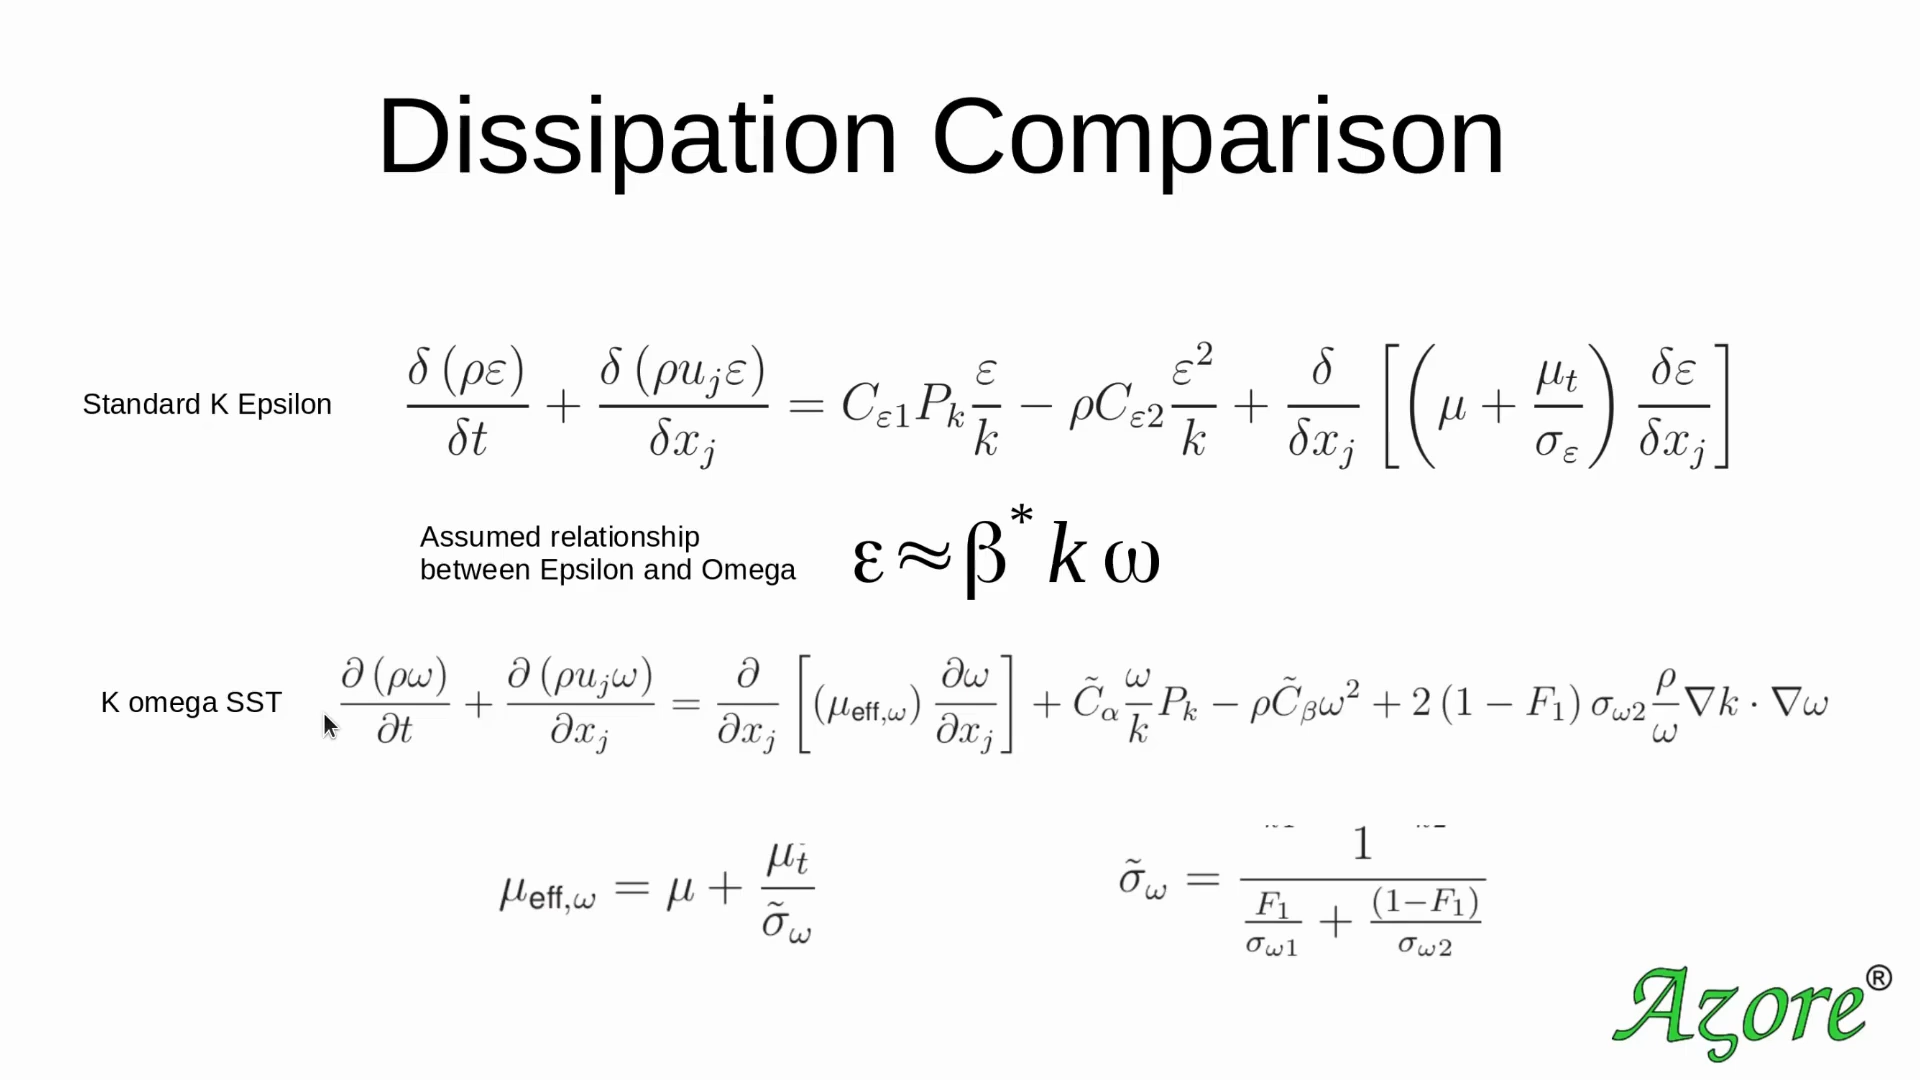 Dissipation Comparison
Standard K Epsilon δ(ρε)/δt + δ(ρu_jε)/δx_j = C_ε1 P_k ε/k − ρC_ε2 ε²/k + δ/δx_j [(μ + μ_t/σ_ε) δε/δx_j]
Assumed relationship
between Epsilon and Omega
ε≈β* k ω
K omega SST ∂(ρω)/∂t + ∂(ρu_jω)/∂x_j = ∂/∂x_j [(μ_eff,ω) ∂ω/∂x_j] + C̃_α ω/k P_k − ρC̃_β ω² + 2(1 − F_1) σ_ω2 ρ/ω ∇k · ∇ω
μ_eff,ω = μ + μ_t/σ̃_ω
σ̃_ω = 1/(F_1/σ_ω1 + (1−F_1)/σ_ω2)
Azore®